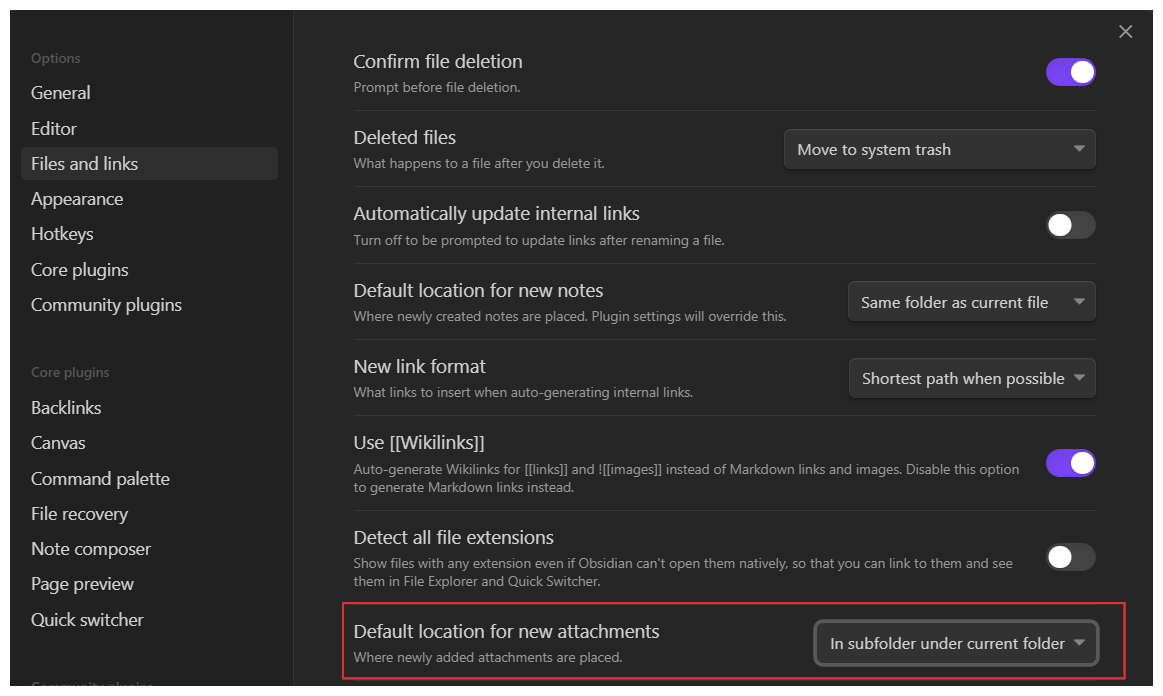 Options
General
Editor
Files and links
Appearance
Hotkeys
Core plugins
Community plugins
Core plugins
Backlinks
Canvas
Command palette
File recovery
Note composer
Page preview
Quick switcher
Community plugins
Confirm file deletion
Prompt before file deletion.
Deleted files
What happens to a file after you delete it.
Move to system trash
Automatically update internal links
Turn off to be prompted to update links after renaming a file.
Default location for new notes
Where newly created notes are placed. Plugin settings will override this.
Same folder as current file
New link format
What links to insert when auto-generating internal links.
Shortest path when possible
Use [[Wikilinks]]
Auto-generate Wikilinks for [[links]] and ![[images]] instead of Markdown links and images. Disable this option
to generate Markdown links instead.
Detect all file extensions
Show files with any extension even if Obsidian can't open them natively, so that you can link to them and see
them in File Explorer and Quick Switcher.
Default location for new attachments
Where newly added attachments are placed.
In subfolder under current folder